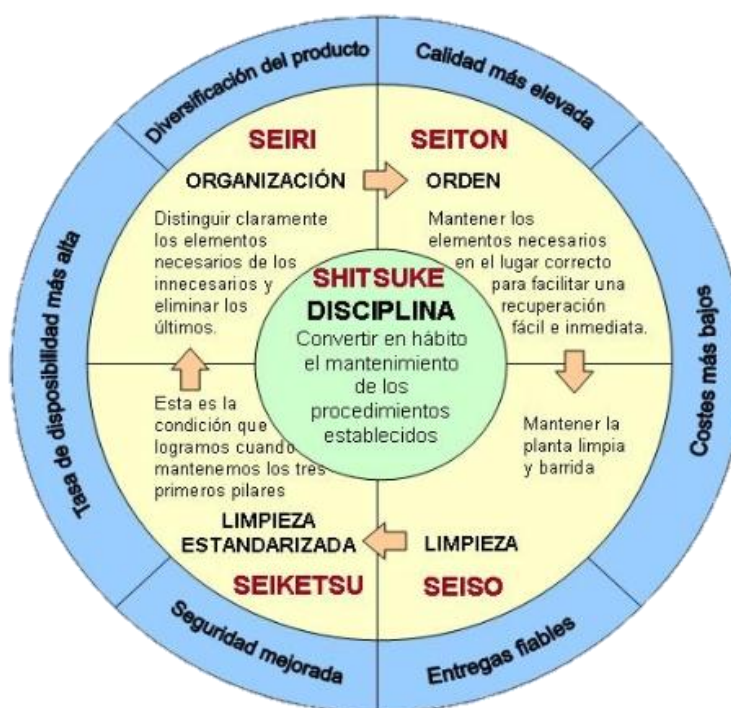 Diversificación del producto
Calidad más elevada
Costes más bajos
Entregas fiables
Seguridad mejorada
Tasa de disposibilidad más alta
SEIRI
ORGANIZACIÓN
Distinguir claramente
los elementos
necesarios de los
innecesarios y
eliminar los
últimos.
SEITON
ORDEN
Mantener los
elementos necesarios
en el lugar correcto
para facilitar una
recuperación
fácil e inmediata.
SHITSUKE
DISCIPLINA
Convertir en hábito
el mantenimiento
de los
procedimientos
establecidos
Mantener la
planta limpia
y barrida
LIMPIEZA
SEISO
Esta es la
condición que
logramos cuando
mantenemos los tres
primeros pilares
LIMPIEZA
ESTANDARIZADA
SEIKETSU